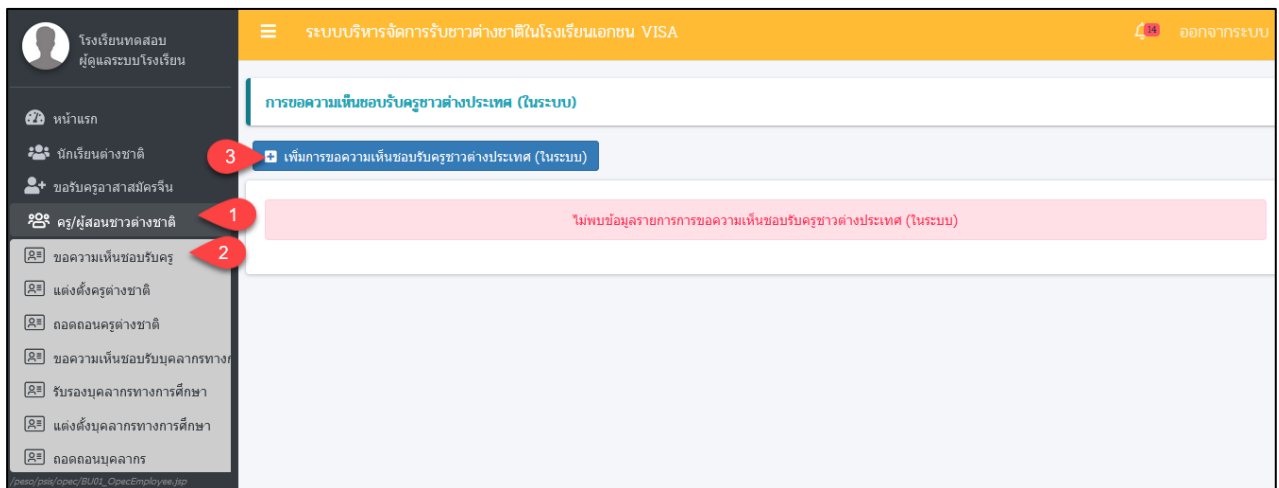 โรงเรียนทดสอบ
ผู้ดูแลระบบโรงเรียน
ระบบบริหารจัดการรับชาวต่างชาติในโรงเรียนเอกชน VISA
14
ออกจากระบบ
หน้าแรก
นักเรียนต่างชาติ
ขอรับครูอาสาสมัครจีน
ครู/ผู้สอนชาวต่างชาติ
1
ขอความเห็นชอบรับครู
2
แต่งตั้งครูต่างชาติ
ถอดถอนครูต่างชาติ
ขอความเห็นชอบรับบุคลากรทาง
รับรองบุคลากรทางการศึกษา
แต่งตั้งบุคลากรทางการศึกษา
ถอดถอนบุคลากร
/peso/psis/opec/BU01_OpecEmployee.jsp
การขอความเห็นชอบรับครูชาวต่างประเทศ (ในระบบ)
3
เพิ่มการขอความเห็นชอบรับครูชาวต่างประเทศ (ในระบบ)
ไม่พบข้อมูลรายการการขอความเห็นชอบรับครูชาวต่างประเทศ (ในระบบ)